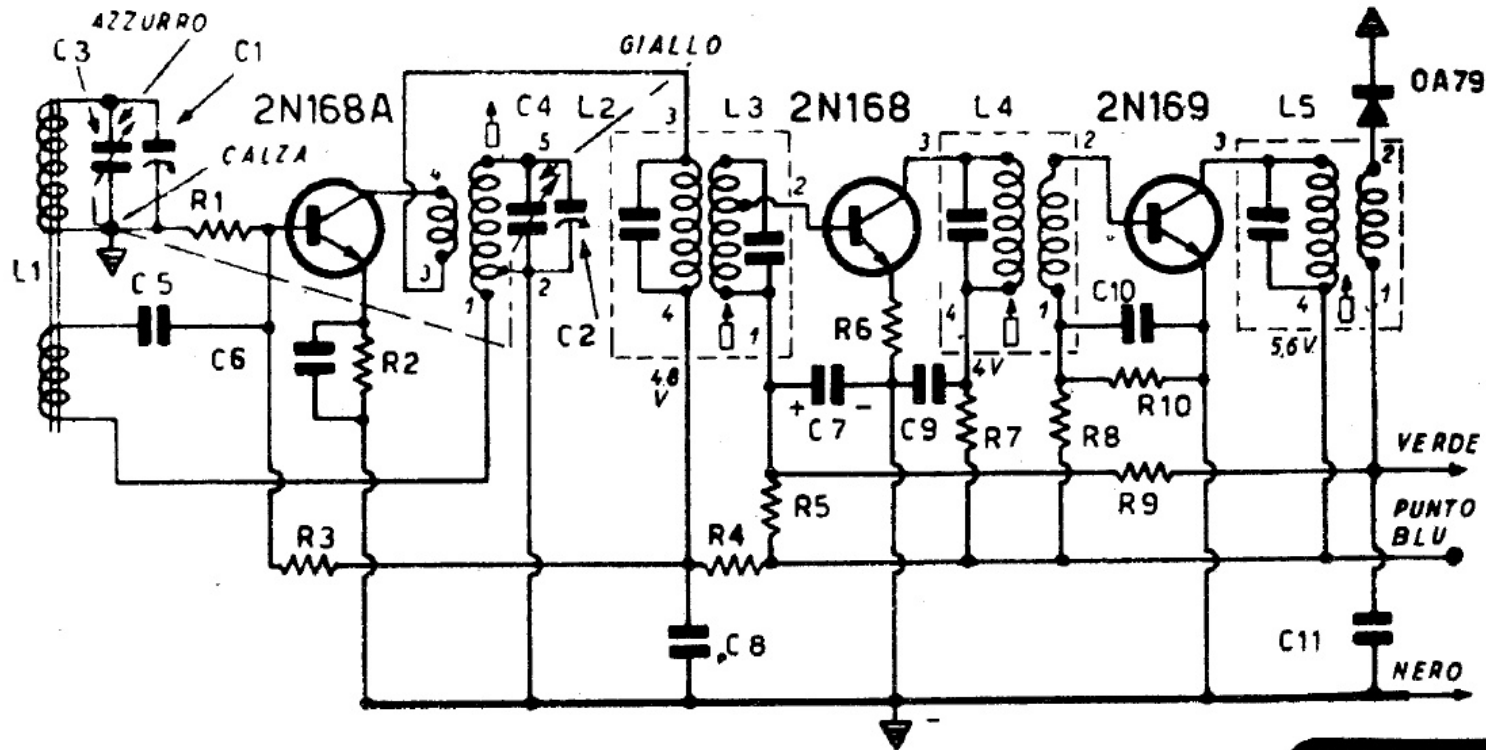 AZZURRO
C3
C1
GIALLO
OA79
2N168A
C4
L2
3
L3
2N168
L4
2N169
L5
5
3
2
3
2
CALZA
4
2
R1
L1
3
1
2
4
1
4
1
4
1
C5
C6
R2
C2
R6
C10
4,8
V
4V
5,6V.
+
-
C7
C9
R7
R8
R10
VERDE
R9
R5
PUNTO
BLU
R3
R4
C8
C11
NERO
-